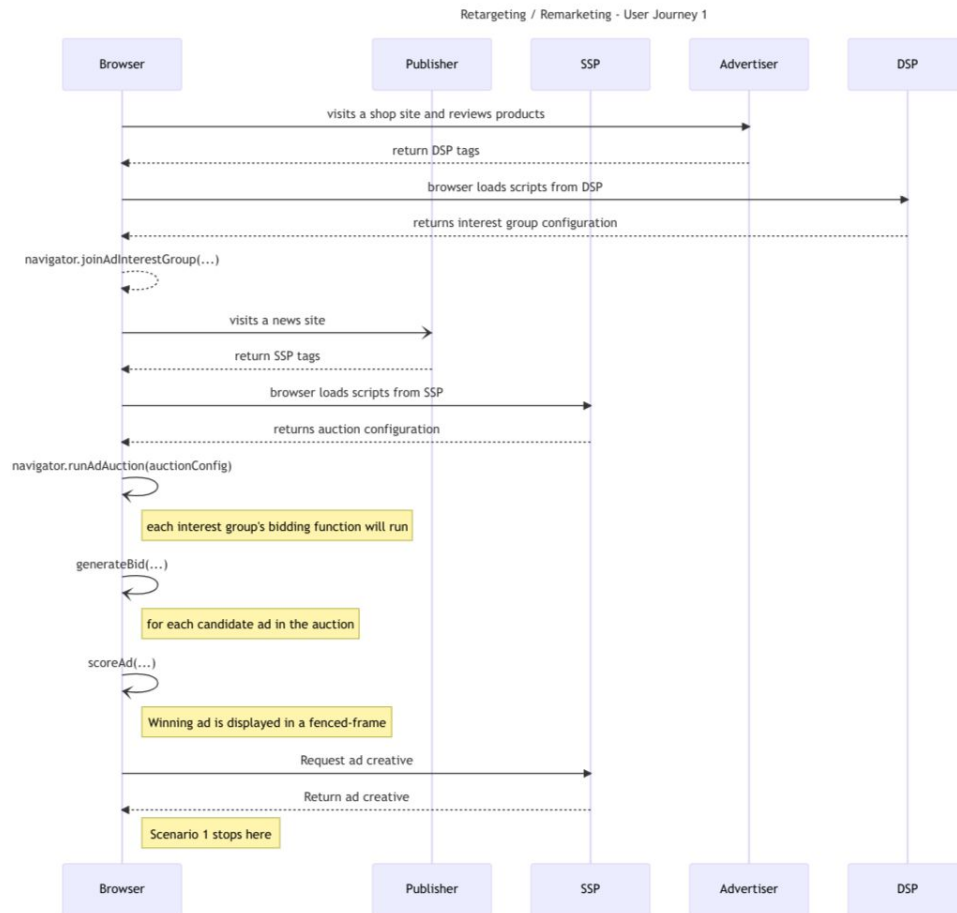 Retargeting / Remarketing - User Journey 1
Browser
Publisher
SSP
Advertiser
DSP
visits a shop site and reviews products
return DSP tags
browser loads scripts from DSP
returns interest group configuration
navigator.joinAdInterestGroup(...)
visits a news site
return SSP tags
browser loads scripts from SSP
returns auction configuration
navigator.runAdAuction(auctionConfig)
each interest group's bidding function will run
generateBid(...)
for each candidate ad in the auction
scoreAd(...)
Winning ad is displayed in a fenced-frame
Request ad creative
Return ad creative
Scenario 1 stops here
Browser
Publisher
SSP
Advertiser
DSP